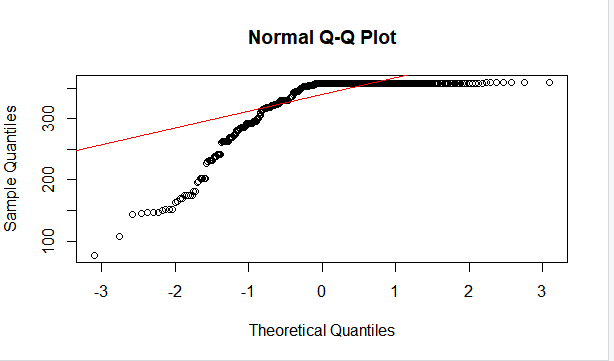 Normal Q-Q Plot
Sample Quantiles
300
200
100
-3 -2 -1 0 1 2 3
Theoretical Quantiles